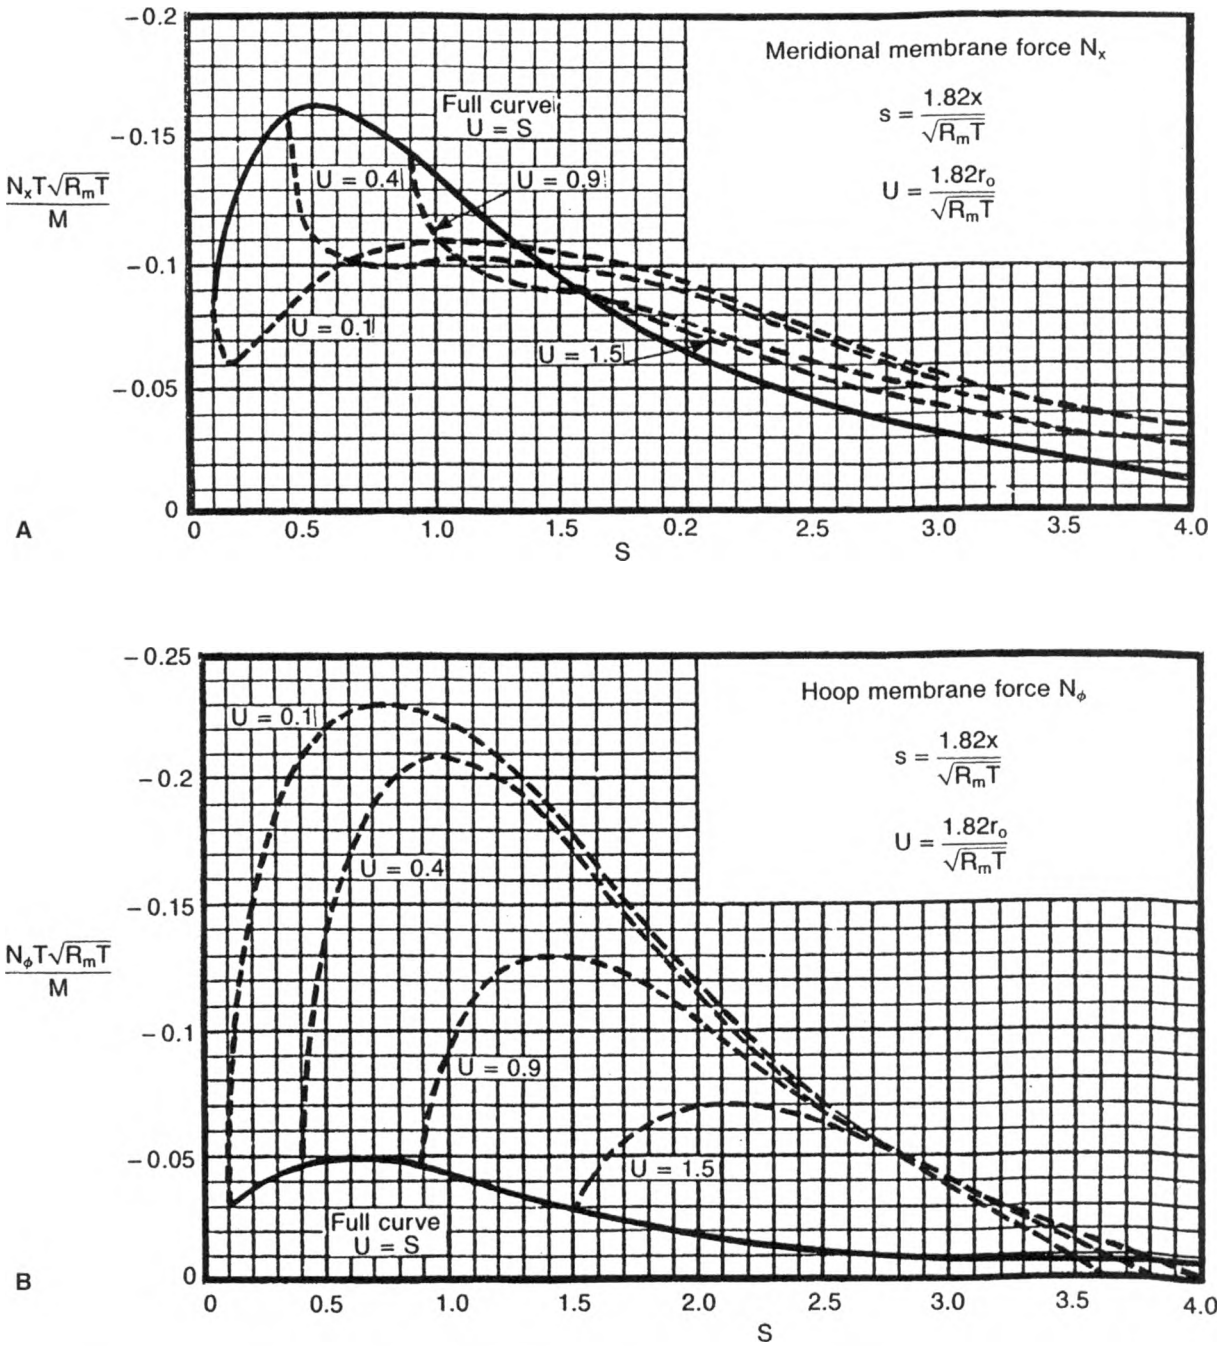 -0.2
Meridional membrane force Nₓ
s = 1.82x / √RₘT
U = 1.82rₒ / √RₘT
Full curve
U = S
-0.15
U = 0.4
U = 0.9
NₓT√RₘT / M
-0.1
U = 0.1
U = 1.5
-0.05
0
A
0 0.5 1.0 1.5 0.2 2.5 3.0 3.5 4.0
S
-0.25
Hoop membrane force Nᵩ
s = 1.82x / √RₘT
U = 1.82rₒ / √RₘT
U = 0.1
-0.2
U = 0.4
-0.15
NᵩT√RₘT / M
-0.1
U = 0.9
-0.05
U = 1.5
Full curve
U = S
0
B
0 0.5 1.0 1.5 2.0 2.5 3.0 3.5 4.0
S